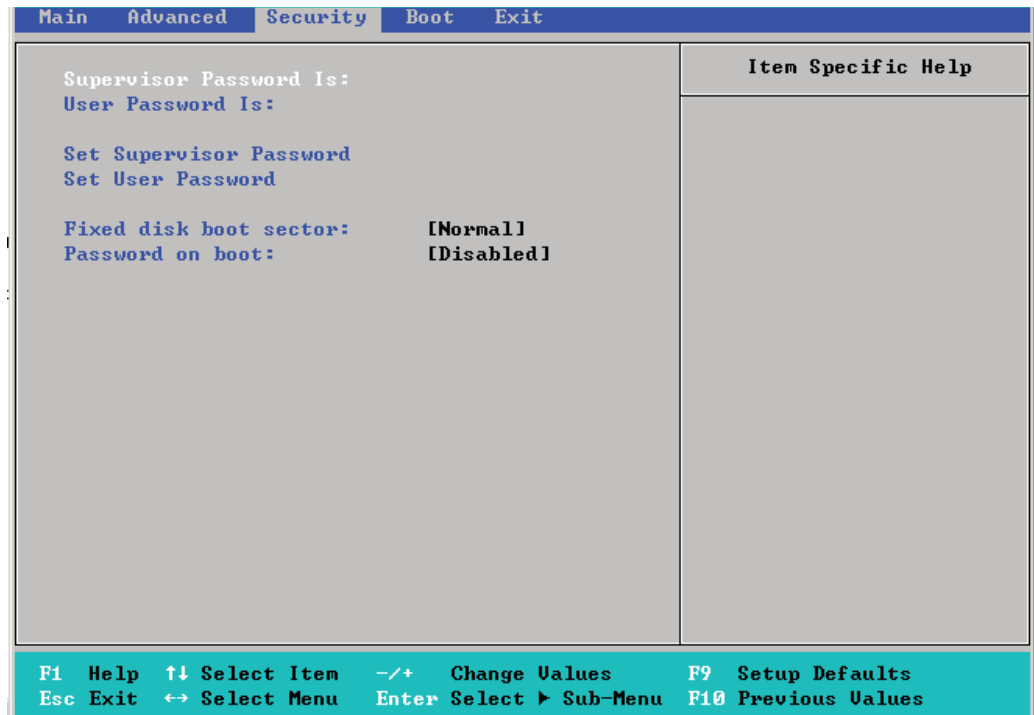 Main Advanced Security Boot Exit
Supervisor Password Is:
User Password Is:
Set Supervisor Password
Set User Password
Fixed disk boot sector: [Normal]
Password on boot: [Disabled]
Item Specific Help
F1 Help ↑↓ Select Item -/+ Change Values F9 Setup Defaults
Esc Exit ↔ Select Menu Enter Select ▶ Sub-Menu F10 Previous Values